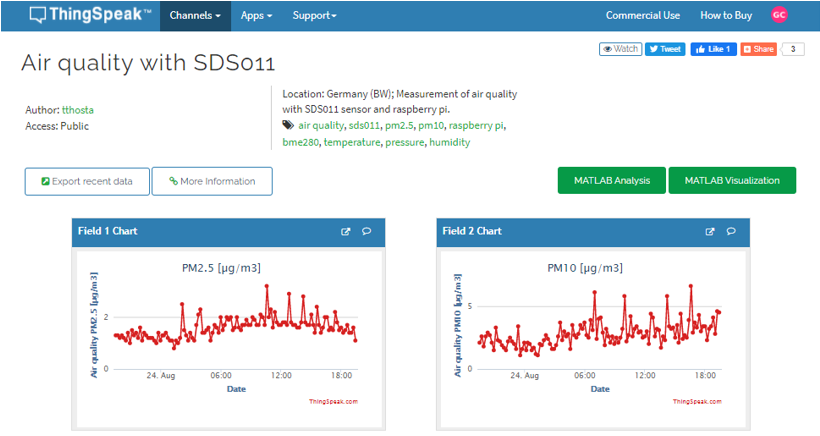 ThingSpeak™ Channels Apps Support Commercial Use How to Buy GC
Watch Tweet Like 1 Share 3
Air quality with SDS011
Author: tthosta
Access: Public
Location: Germany (BW); Measurement of air quality
with SDS011 sensor and raspberry pi.
air quality, sds011, pm2.5, pm10, raspberry pi,
bme280, temperature, pressure, humidity
Export recent data More Information MATLAB Analysis MATLAB Visualization
Field 1 Chart
PM2.5 [µg/m3]
Air quality PM2.5 [µg/m3]
2
0
24. Aug 06:00 12:00 18:00
Date
ThingSpeak.com
Field 2 Chart
PM10 [µg/m3]
Air quality PM10 [µg/m3]
5
0
24. Aug 06:00 12:00 18:00
Date
ThingSpeak.com